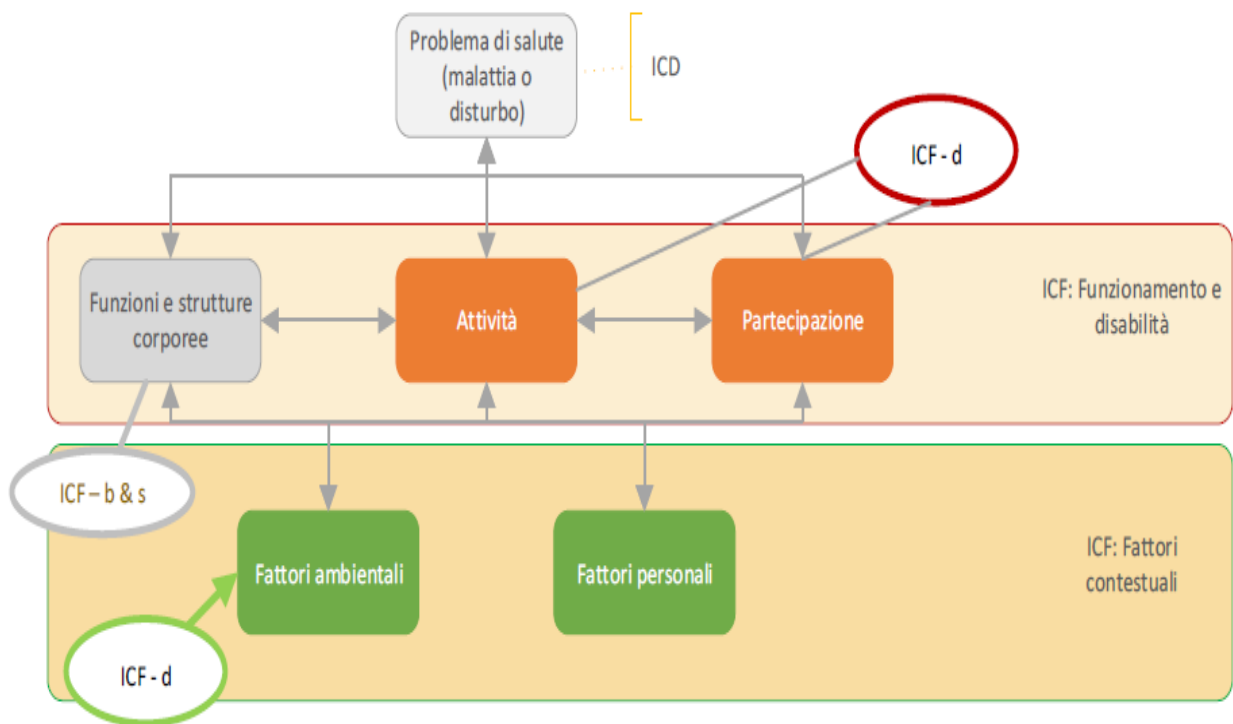 Problema di salute
(malattia o
disturbo)
ICD
ICF - d
Funzioni e strutture
corporee
Attività
Partecipazione
ICF: Funzionamento e
disabilità
ICF – b & s
Fattori ambientali
Fattori personali
ICF: Fattori
contestuali
ICF - d